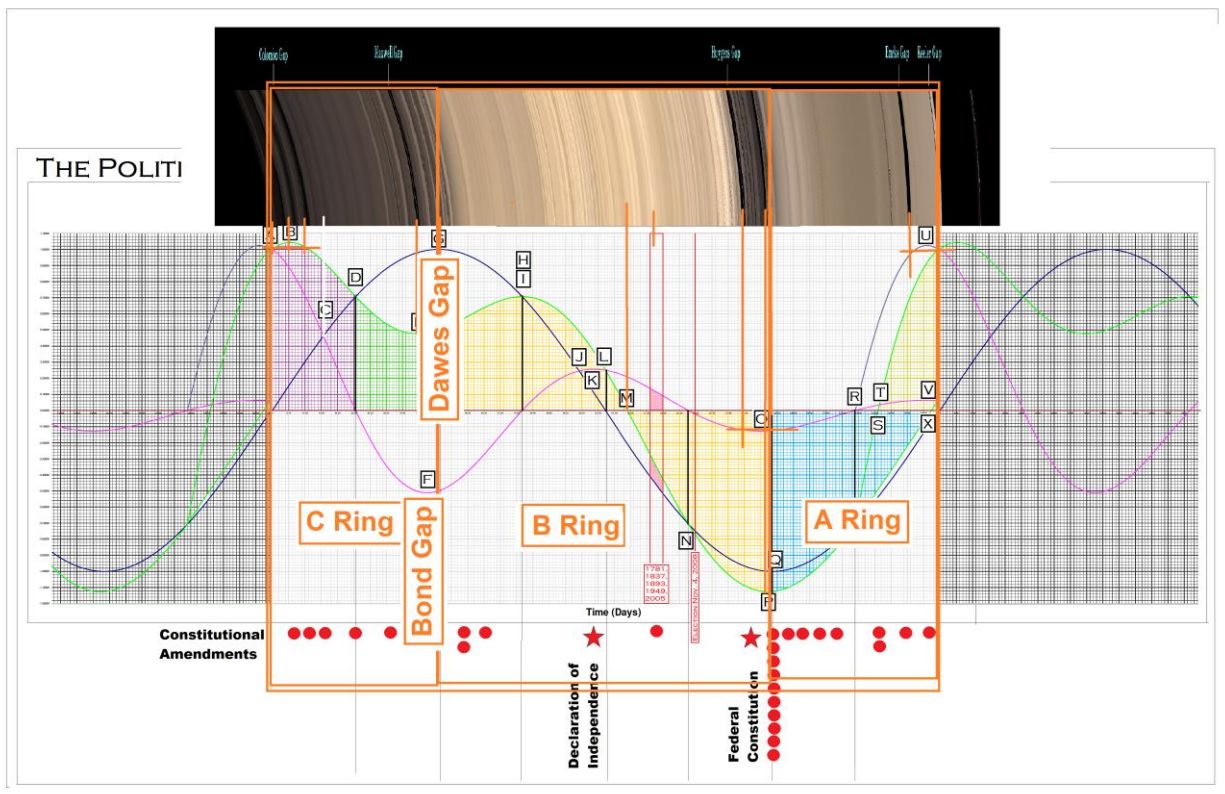 Colombo Gap
Maxwell Gap
Huygens Gap
Encke Gap
Keeler Gap
THE POLITI
A
B
C
D
G
F
H
I
J
K
L
M
N
O
P
Q
R
S
T
U
V
X
Dawes Gap
Bond Gap
C Ring
B Ring
A Ring
1781,
1837,
1893,
1949,
2005
ELECTION NOV. 4, 2008
Time (Days)
Constitutional
Amendments
Declaration of
Independence
Federal
Constitution